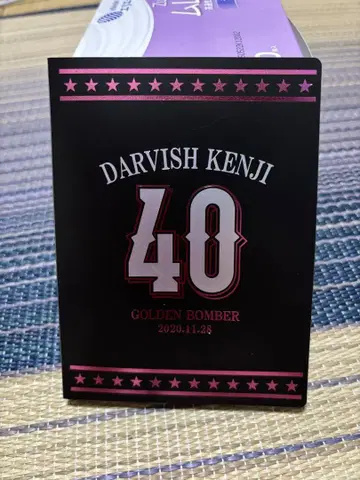 DARVISH KENJI
40
GOLDEN BOMBER
2020.11.28